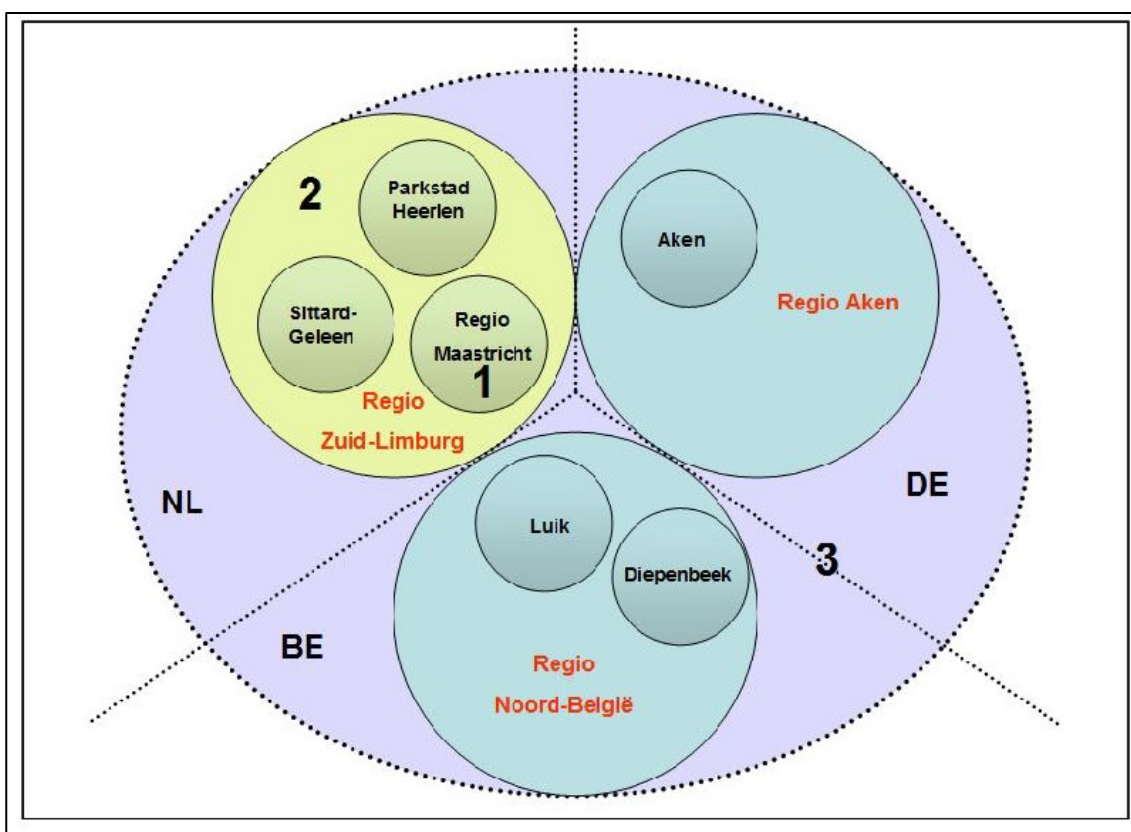 2
Parkstad
Heerlen
Sittard-
Geleen
Regio
Maastricht
1
Regio
Zuid-Limburg
Aken
Regio Aken
NL
DE
3
BE
Luik
Diepenbeek
Regio
Noord-België